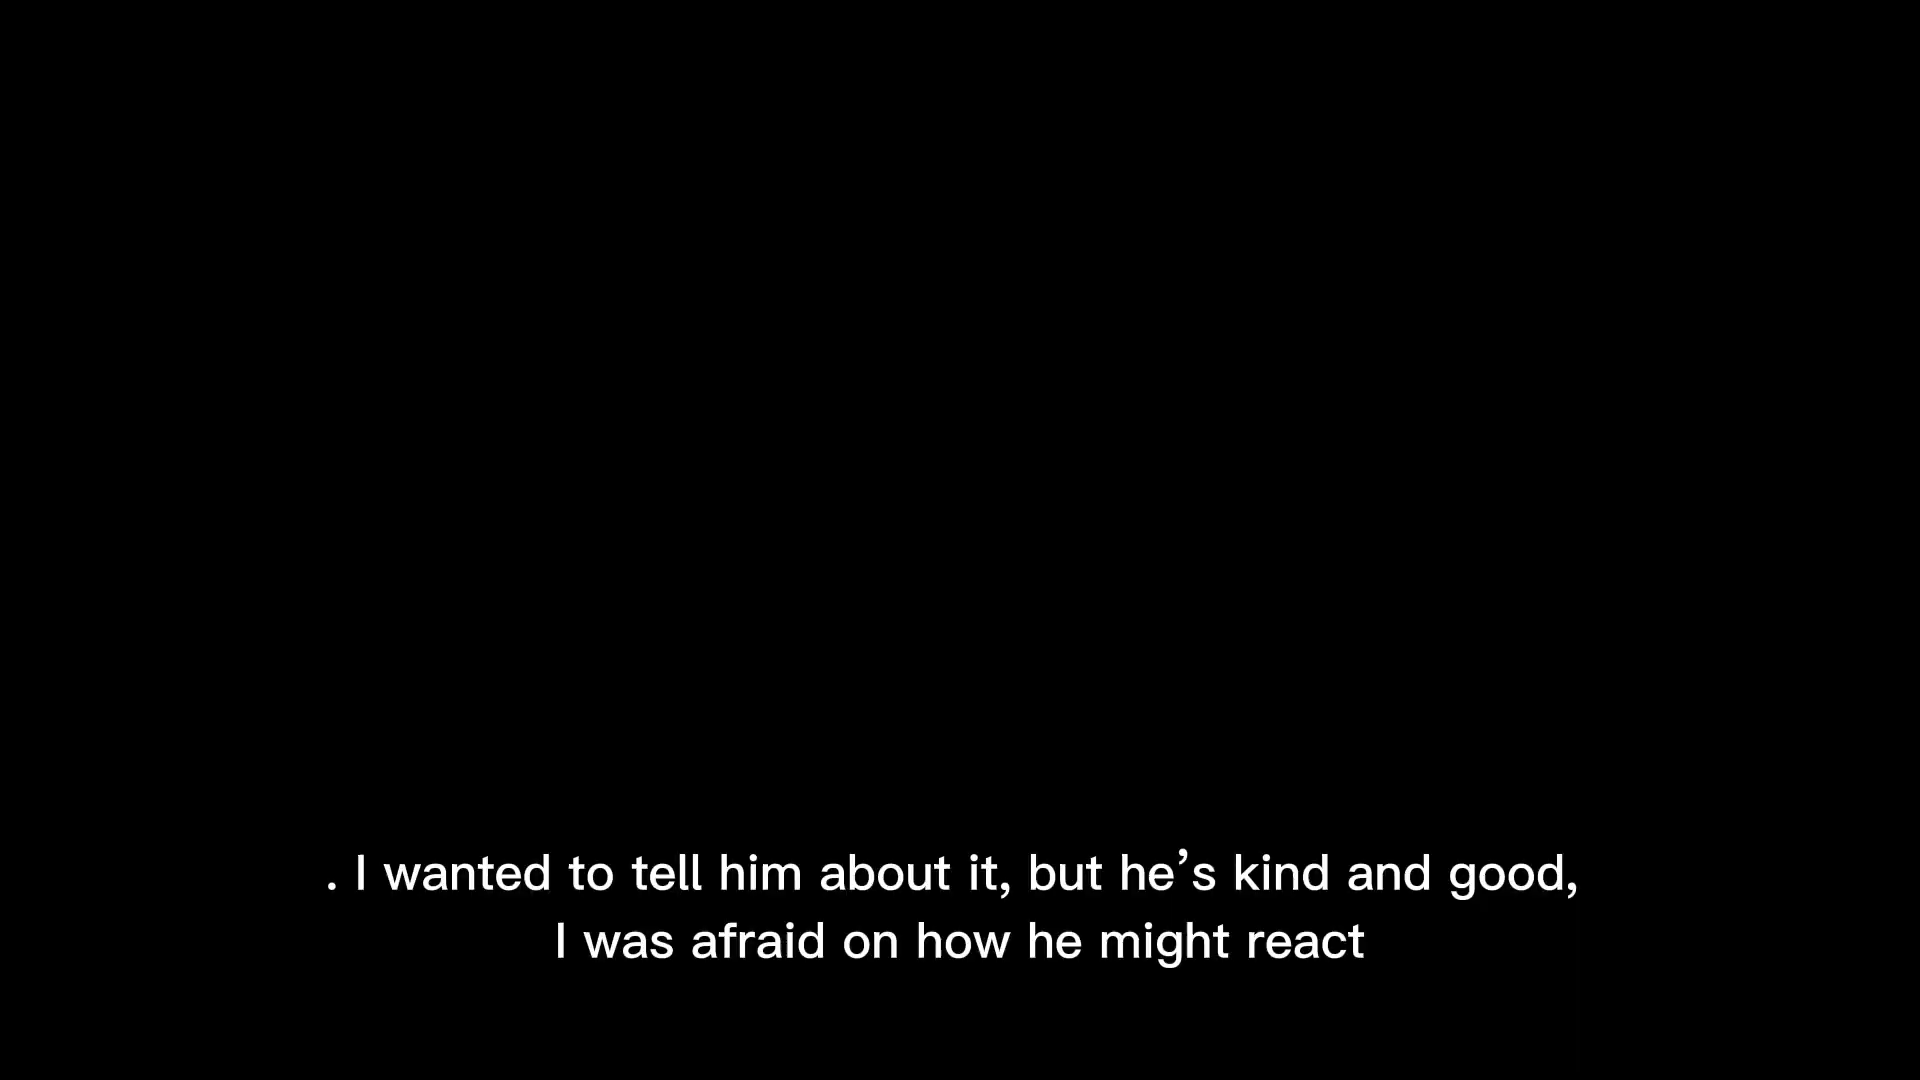 . I wanted to tell him about it, but he’s kind and good,
I was afraid on how he might react